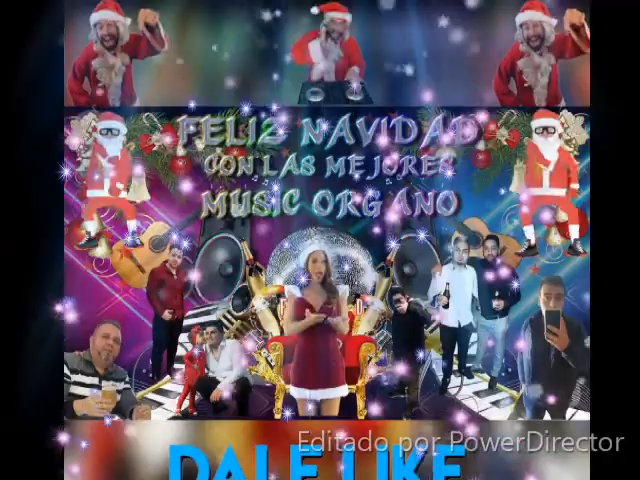 FELIZ NAVIDAD
CON LAS MEJORES
MUSIC ORGANO
Editado por PowerDirector
DALE LIKE